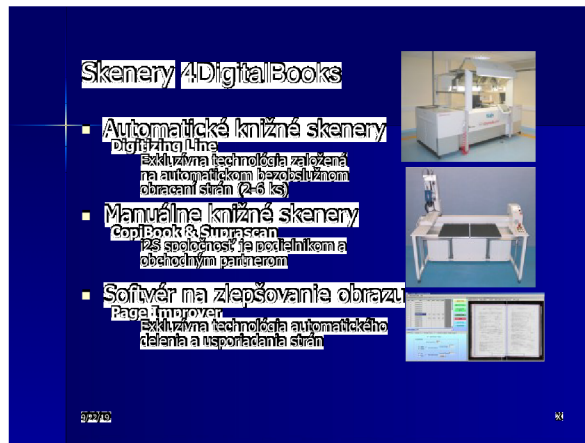 Skenery 4DigitalBooks
Automatické knižné skenery
Digitizing Line
Exkluzívna technológia založená
na automatickom bezobslužnom
obracaní strán (2-6 ks)
Manuálne knižné skenery
CopiBook & Suprascan
I2S spoločnosť je podielnikom a
obchodným partnerom
Softvér na zlepšovanie obrazu
Page Improver
Exkluzívna technológia automatického
delenia a usporiadania strán